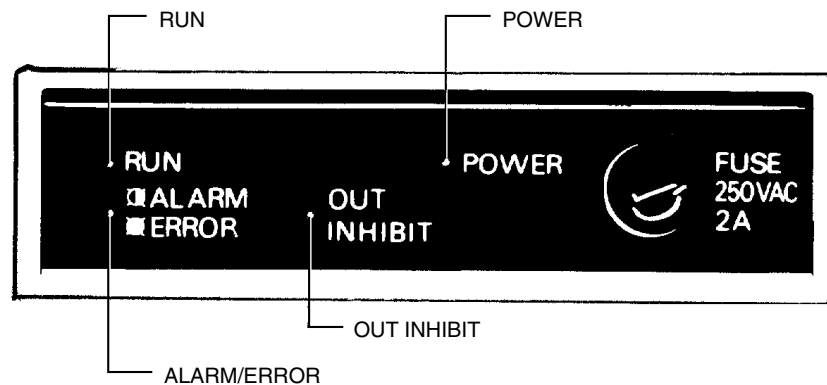 RUN
POWER
RUN
ALARM
ERROR
OUT
INHIBIT
POWER
FUSE
250VAC
2A
OUT INHIBIT
ALARM/ERROR